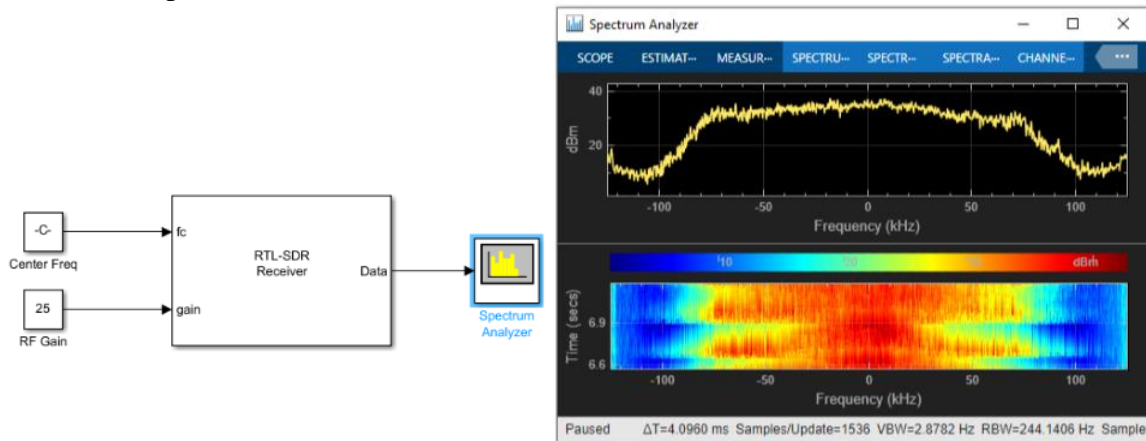 -C-
Center Freq
25
RF Gain
fc
gain
RTL-SDR
Receiver
Data
Spectrum
Analyzer
Spectrum Analyzer
SCOPE ESTIMAT... MEASUR... SPECTRU... SPECTR... SPECTRA... CHANNE... ...
40
20
dBm
-100 -50 0 50 100
Frequency (kHz)
10 20 dBm
6.9
6.6
Time (secs)
-100 -50 0 50 100
Frequency (kHz)
Paused ΔT=4.0960 ms Samples/Update=1536 VBW=2.8782 Hz RBW=244.1406 Hz Sample